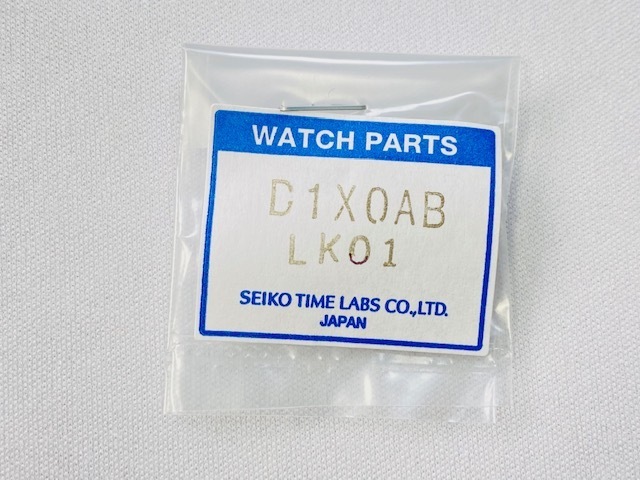 WATCH PARTS
D1X0AB
LK01
SEIKO TIME LABS CO.,LTD.
JAPAN